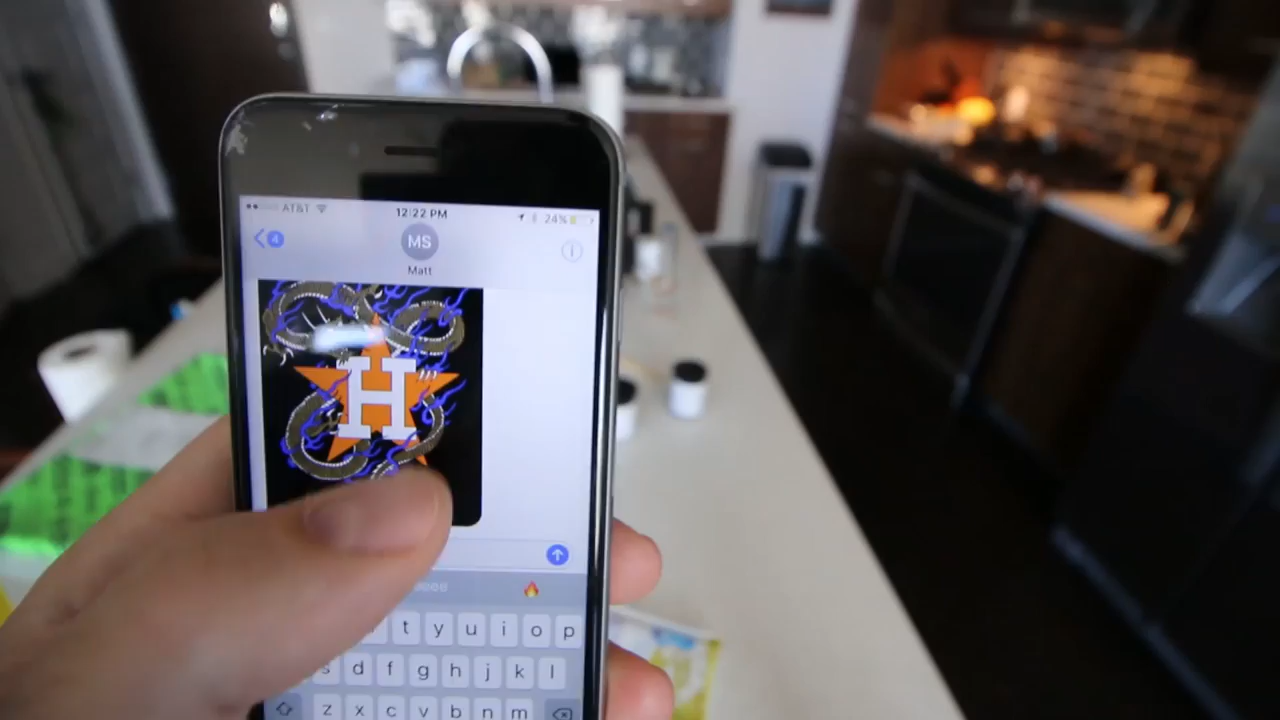 AT&T 12:22 PM 24%
4 MS
Matt
H
t y u i o p
s d f g h j k l
z x c v b n m